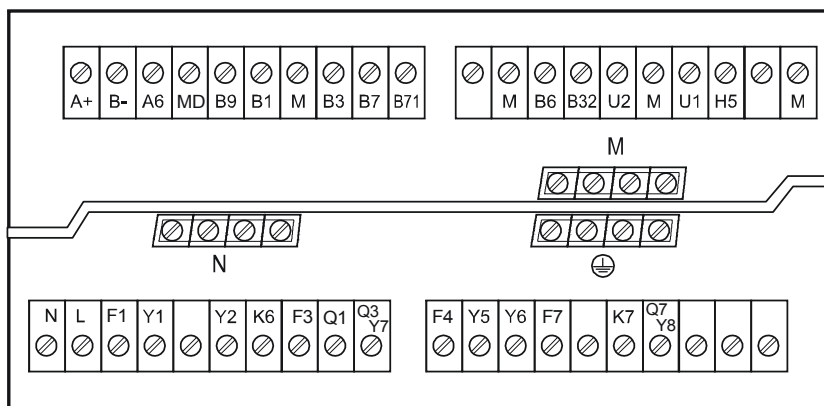 A+ B- A6 MD B9 B1 M B3 B7 B71 M B6 B32 U2 M U1 H5 M
M
N
N L F1 Y1 Y2 K6 F3 Q1 Q3 Y7 F4 Y5 Y6 F7 K7 Q7 Y8